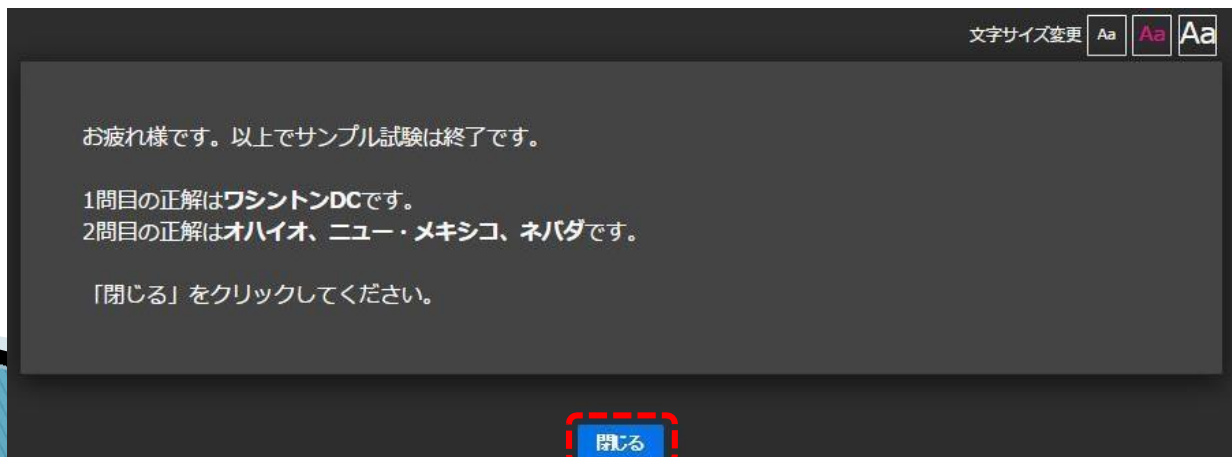 文字サイズ変更 Aa Aa Aa
お疲れ様です。以上でサンプル試験は終了です。
1問目の正解はワシントンDCです。
2問目の正解はオハイオ、ニュー・メキシコ、ネバダです。
「閉じる」をクリックしてください。
閉じる